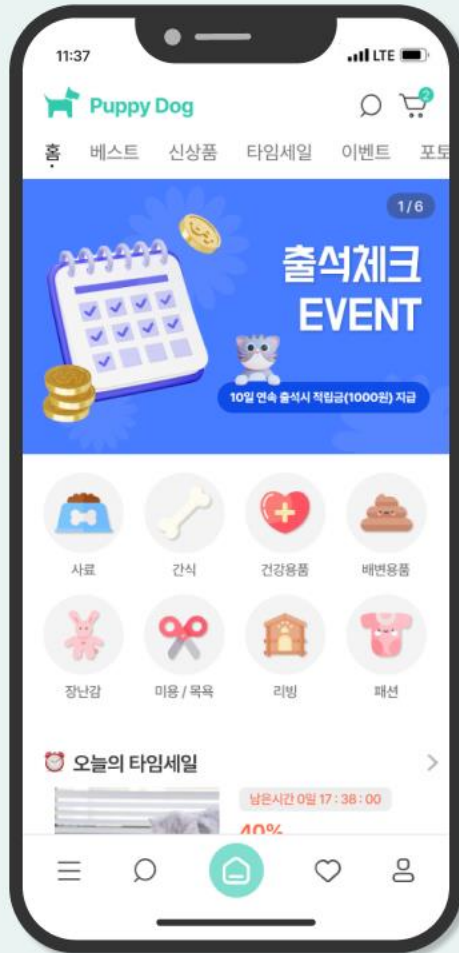 11:37
LTE
Puppy Dog
2
홈 베스트 신상품 타임세일 이벤트 포토
1/6
출석체크
EVENT
10일 연속 출석시 적립금(1000원) 지급
사료 간식 건강용품 배변용품
장난감 미용 / 목욕 리빙 패션
오늘의 타임세일
남은시간 0일 17 : 38 : 00
40%